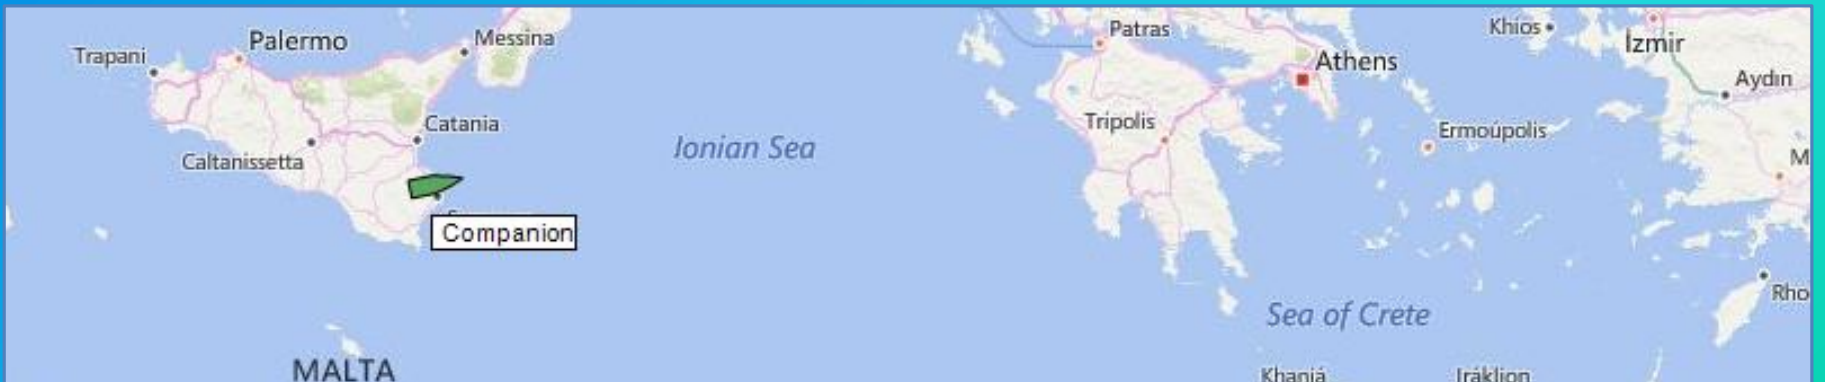 Trapani
Palermo
Messina
Catania
Caltanissetta
Companion
MALTA
Ionian Sea
Patras
Athens
Tripolis
Khios
İzmir
Aydın
Ermoúpolis
Sea of Crete
Khaniá
Iráklion
Rho
M